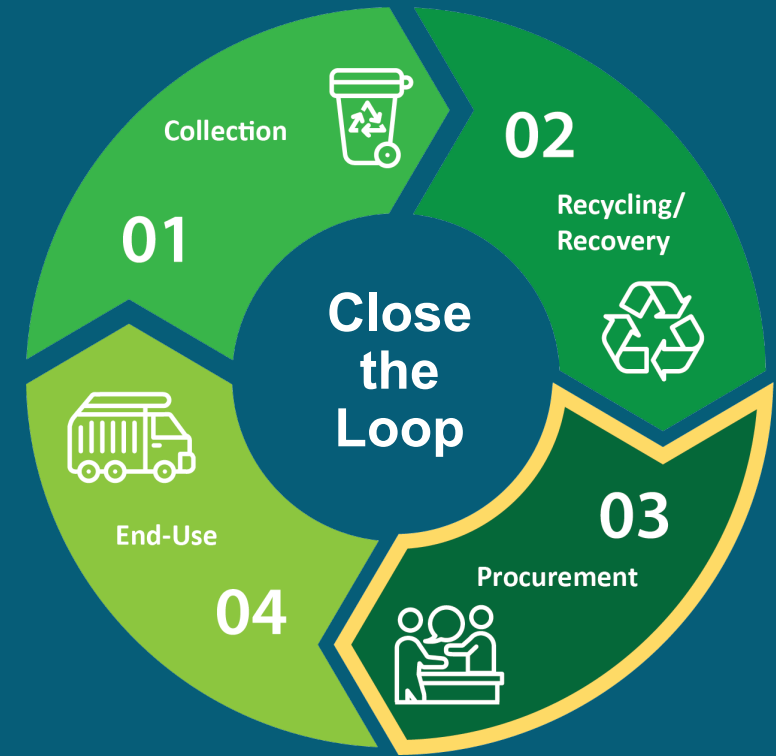 Collection
01
02
Recycling/
Recovery
Close
the
Loop
03
Procurement
End-Use
04